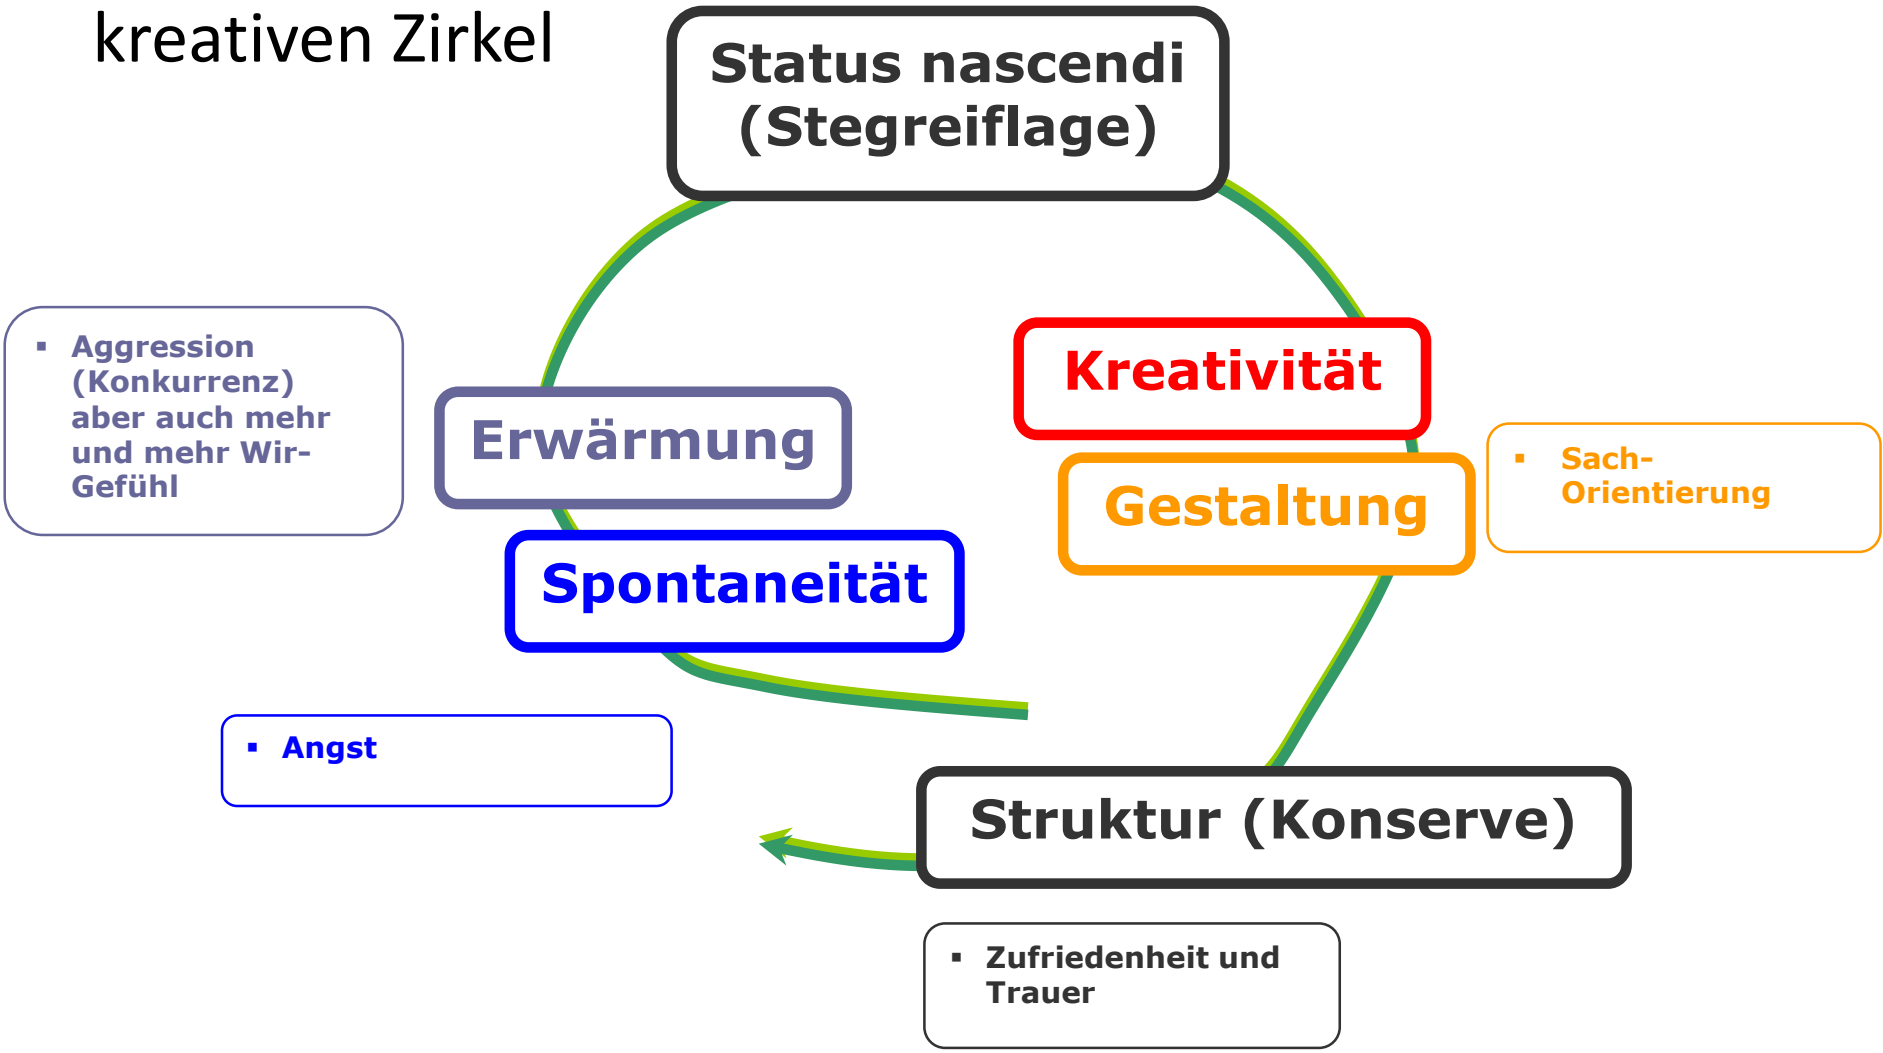 kreativen Zirkel
Status nascendi
(Stegreiflage)
▪ Aggression
(Konkurrenz)
aber auch mehr
und mehr Wir-
Gefühl
Erwärmung
Spontaneität
▪ Angst
Kreativität
Gestaltung
▪ Sach-
Orientierung
Struktur (Konserve)
▪ Zufriedenheit und
Trauer